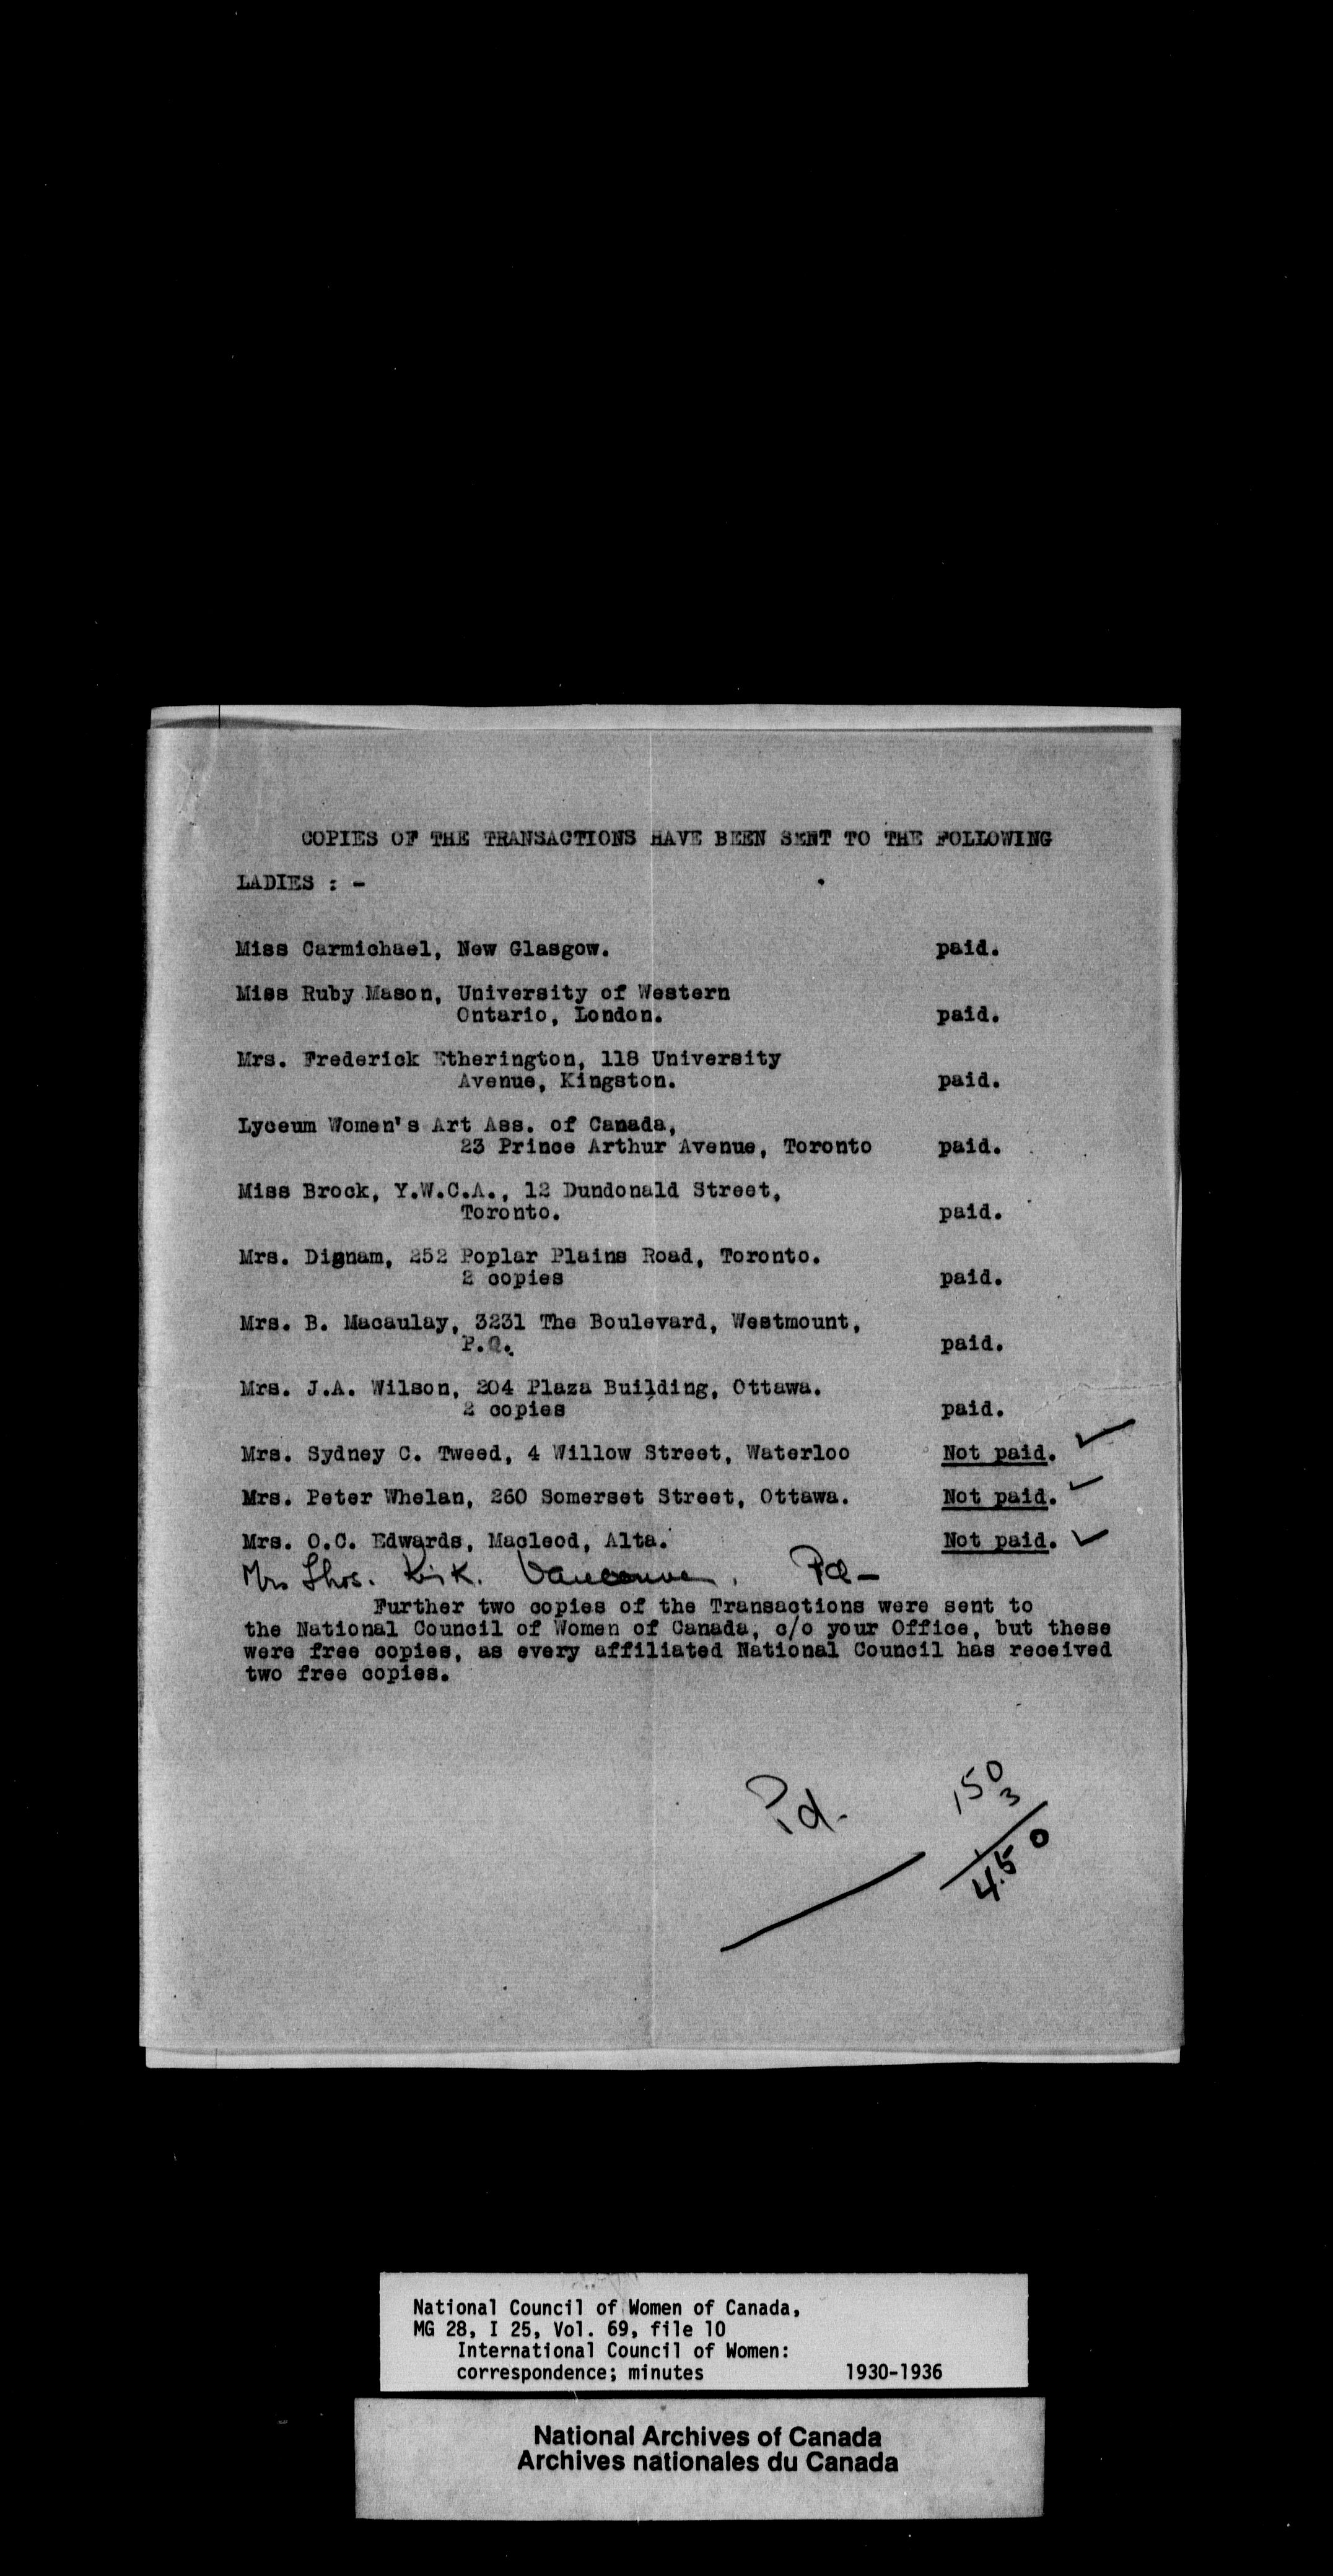 COPIES OF THE TRANSACTIONS HAVE BEEN SENT TO THE FOLLOWING
LADIES : -
Miss Carmichael, New Glasgow. paid.
Miss Ruby Mason, University of Western
Ontario, London. paid.
Mrs. Frederick Etherington, 118 University
Avenue, Kingston. paid.
Lyceum Women's Art Ass. of Canada,
23 Prince Arthur Avenue, Toronto paid.
Miss Brock, Y.W.C.A., 12 Dundonald Street,
Toronto. paid.
Mrs. Dignam, 252 Poplar Plains Road, Toronto.
2 copies paid.
Mrs. B. Macaulay, 3231 The Boulevard, Westmount,
P.Q. paid.
Mrs. J.A. Wilson, 204 Plaza Building, Ottawa.
2 copies paid.
Mrs. Sydney C. Tweed, 4 Willow Street, Waterloo Not paid. ✓
Mrs. Peter Whelan, 260 Somerset Street, Ottawa. Not paid. ✓
Mrs. O.C. Edwards, Macleod, Alta. Not paid. ✓
Mrs Thos. Kirk. Vancouver. Pd -
Further two copies of the Transactions were sent to
the National Council of Women of Canada, c/o your Office, but these
were free copies, as every affiliated National Council has received
two free copies.
Pd.
150
3
4.50
National Council of Women of Canada,
MG 28, I 25, Vol. 69, file 10
International Council of Women:
correspondence; minutes 1930-1936
National Archives of Canada
Archives nationales du Canada